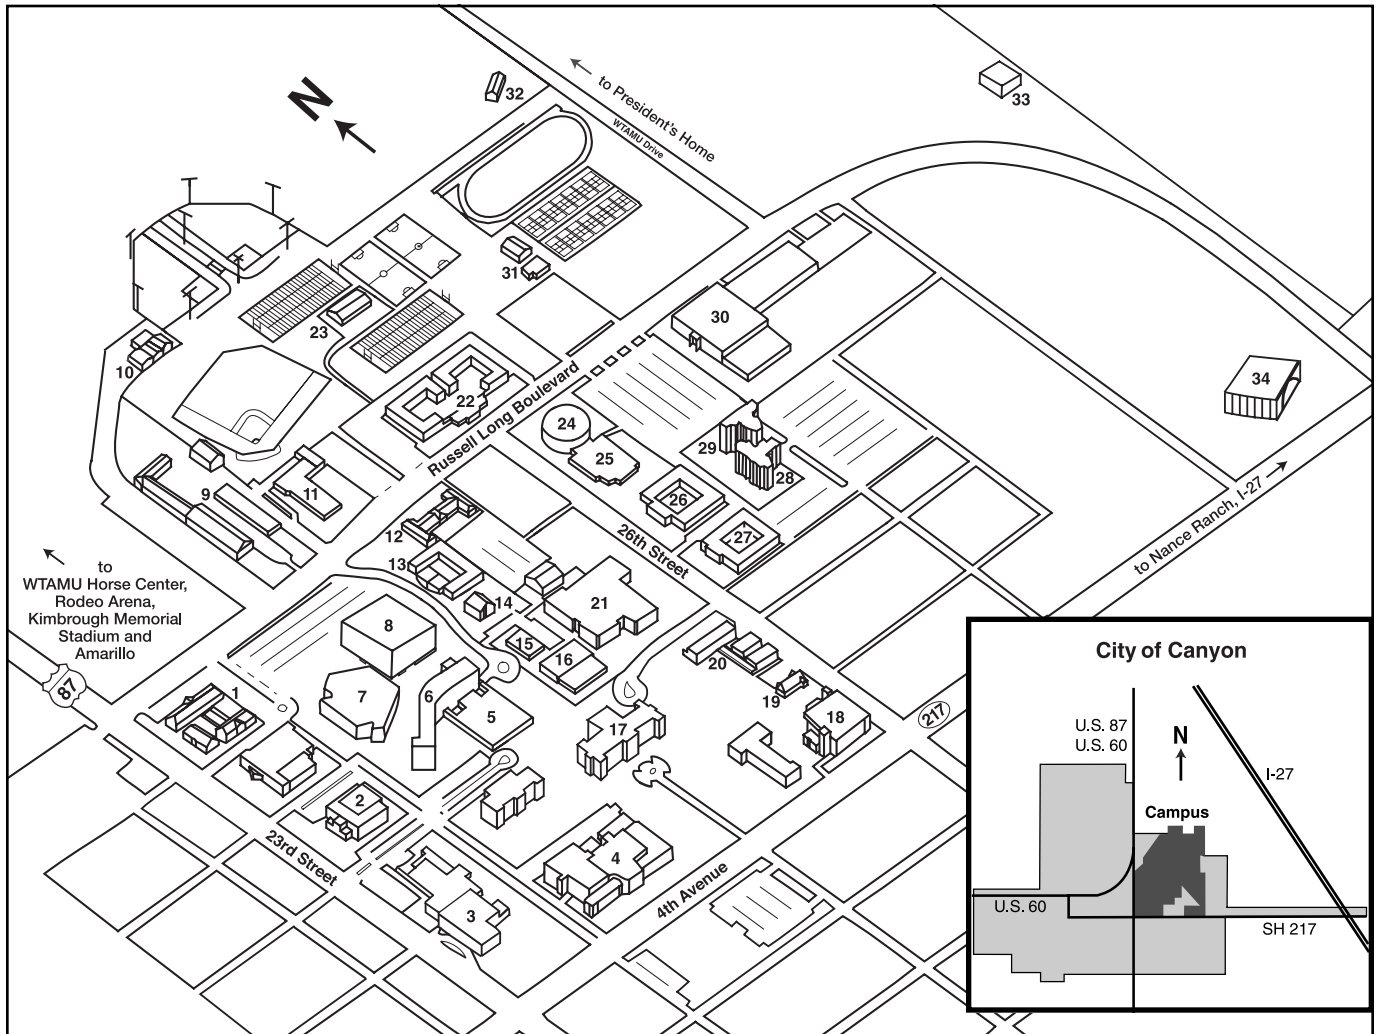 32
33
N
to President's Home
WTAMU Drive
31
30
23
10
22
34
Russell Long Boulevard
24
25
29
28
9
11
26
27
12
26th Street
to Nance Ranch, I-27
13
to
WTAMU Horse Center,
Rodeo Arena,
Kimbrough Memorial
Stadium and
Amarillo
14
21
8
15
16
20
87
1
7
6
5
19
17
18
217
2
23rd Street
4
3
4th Avenue
City of Canyon
U.S. 87
U.S. 60
N
I-27
Campus
U.S. 60
SH 217